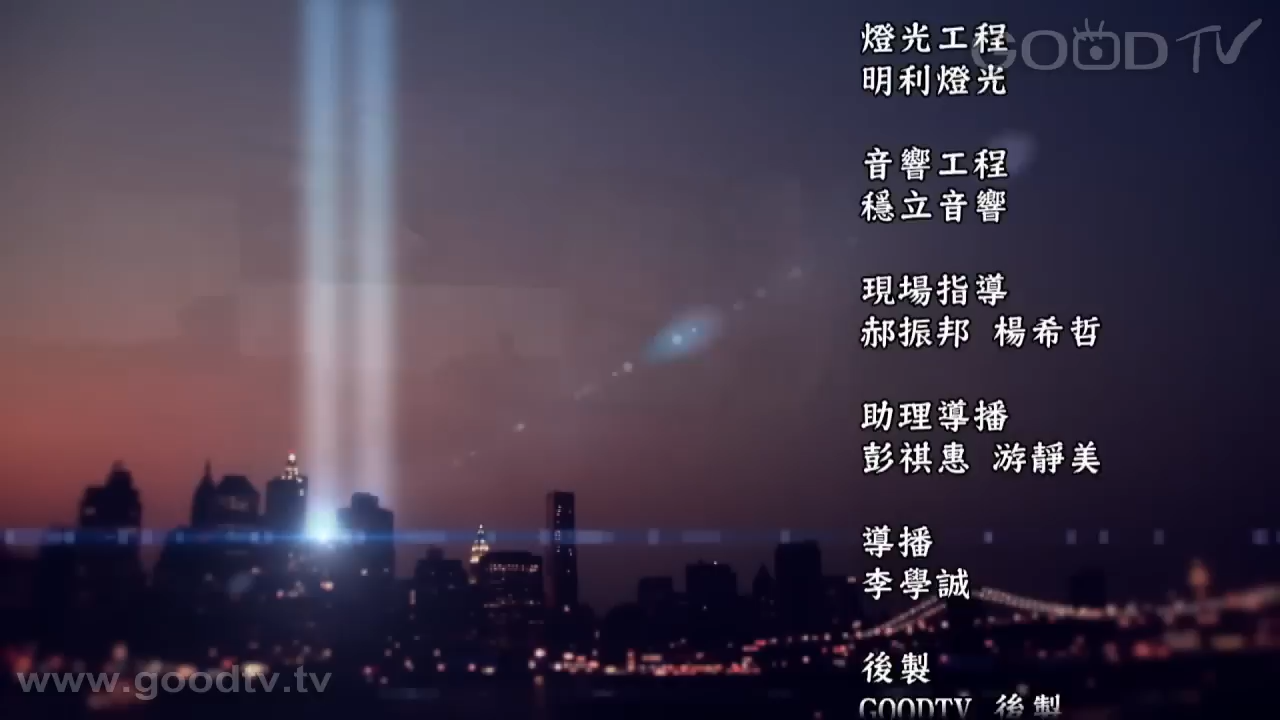 GOOD TV
燈光工程
明利燈光
音響工程
穩立音響
現場指導
郝振邦 楊希哲
助理導播
彭祺惠 游靜美
導播
李學誠
後製
GOODTV 後製
www.goodtv.tv